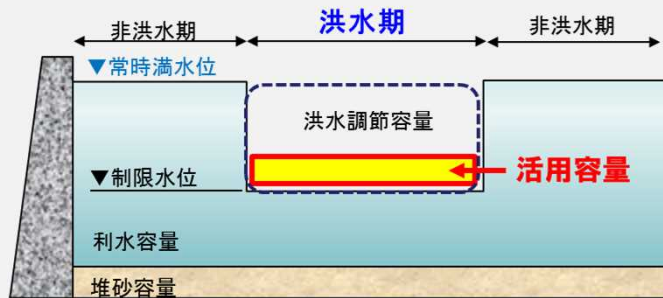 非洪水期
洪水期
非洪水期
▼常時満水位
洪水調節容量
▼制限水位
活用容量
利水容量
堆砂容量